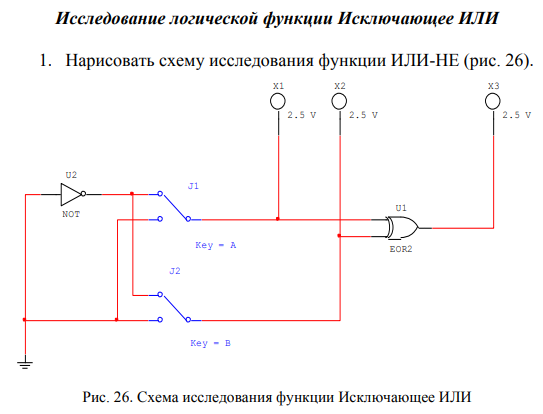 Исследование логической функции Исключающее ИЛИ
1. Нарисовать схему исследования функции ИЛИ-НЕ (рис. 26).
X1 X2 X3
2.5 V 2.5 V 2.5 V
U2
NOT
J1
Key = A
U1
EOR2
J2
Key = B
Рис. 26. Схема исследования функции Исключающее ИЛИ